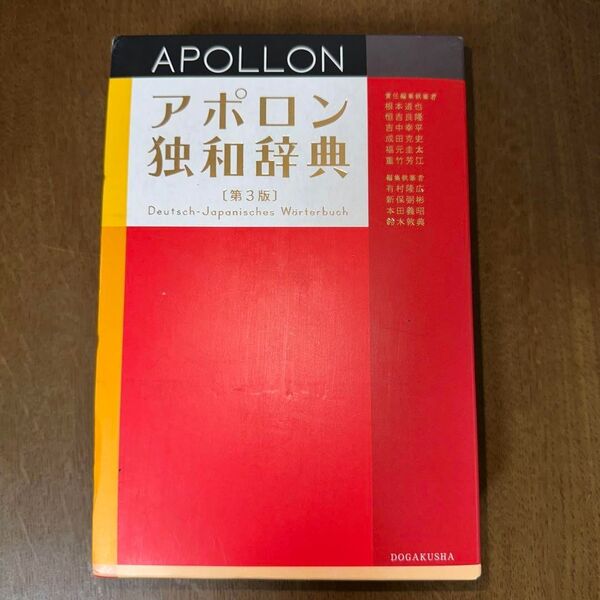 APOLLON
アポロン
独和辞典
〔第3版〕
Deutsch-Japanisches Wörterbuch
責任編集執筆者
根本道也
恒吉良隆
吉中幸平
成田克史
福元圭太
重竹芳江
編集執筆者
有村隆広
新保弼彬
本田義昭
鈴木敦典
DOGAKUSHA